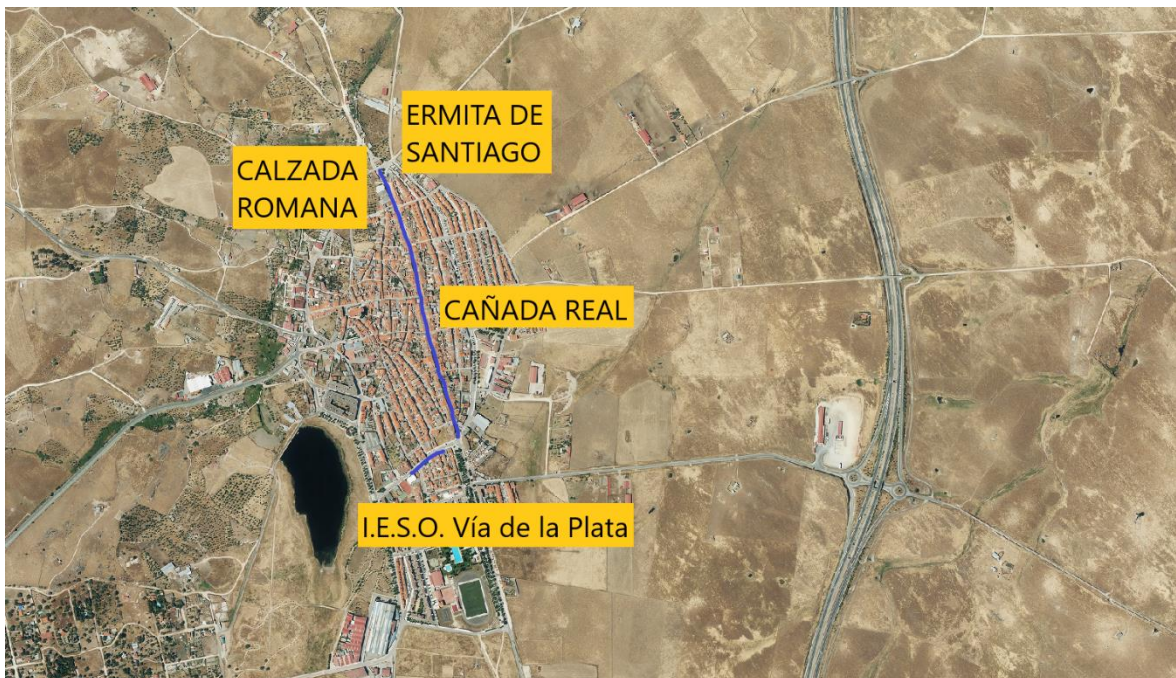 ERMITA DE
SANTIAGO
CALZADA
ROMANA
CAÑADA REAL
I.E.S.O. Vía de la Plata